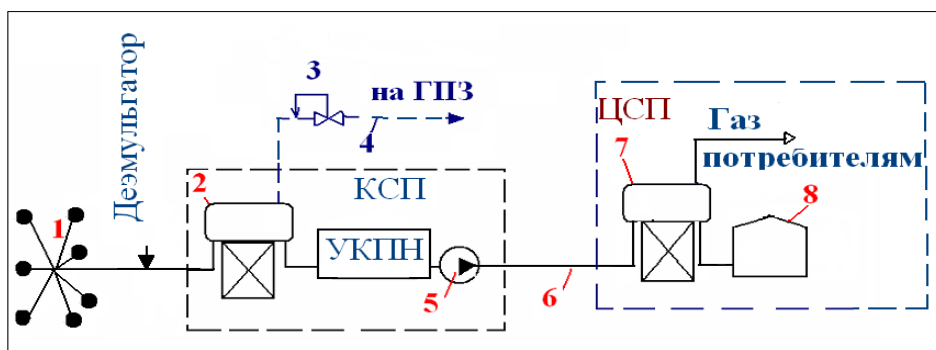 Деэмульгатор
3
на ГПЗ
4
ЦСП
Газ
потребителям
7
КСП
2
1
УКПН
5
6
8